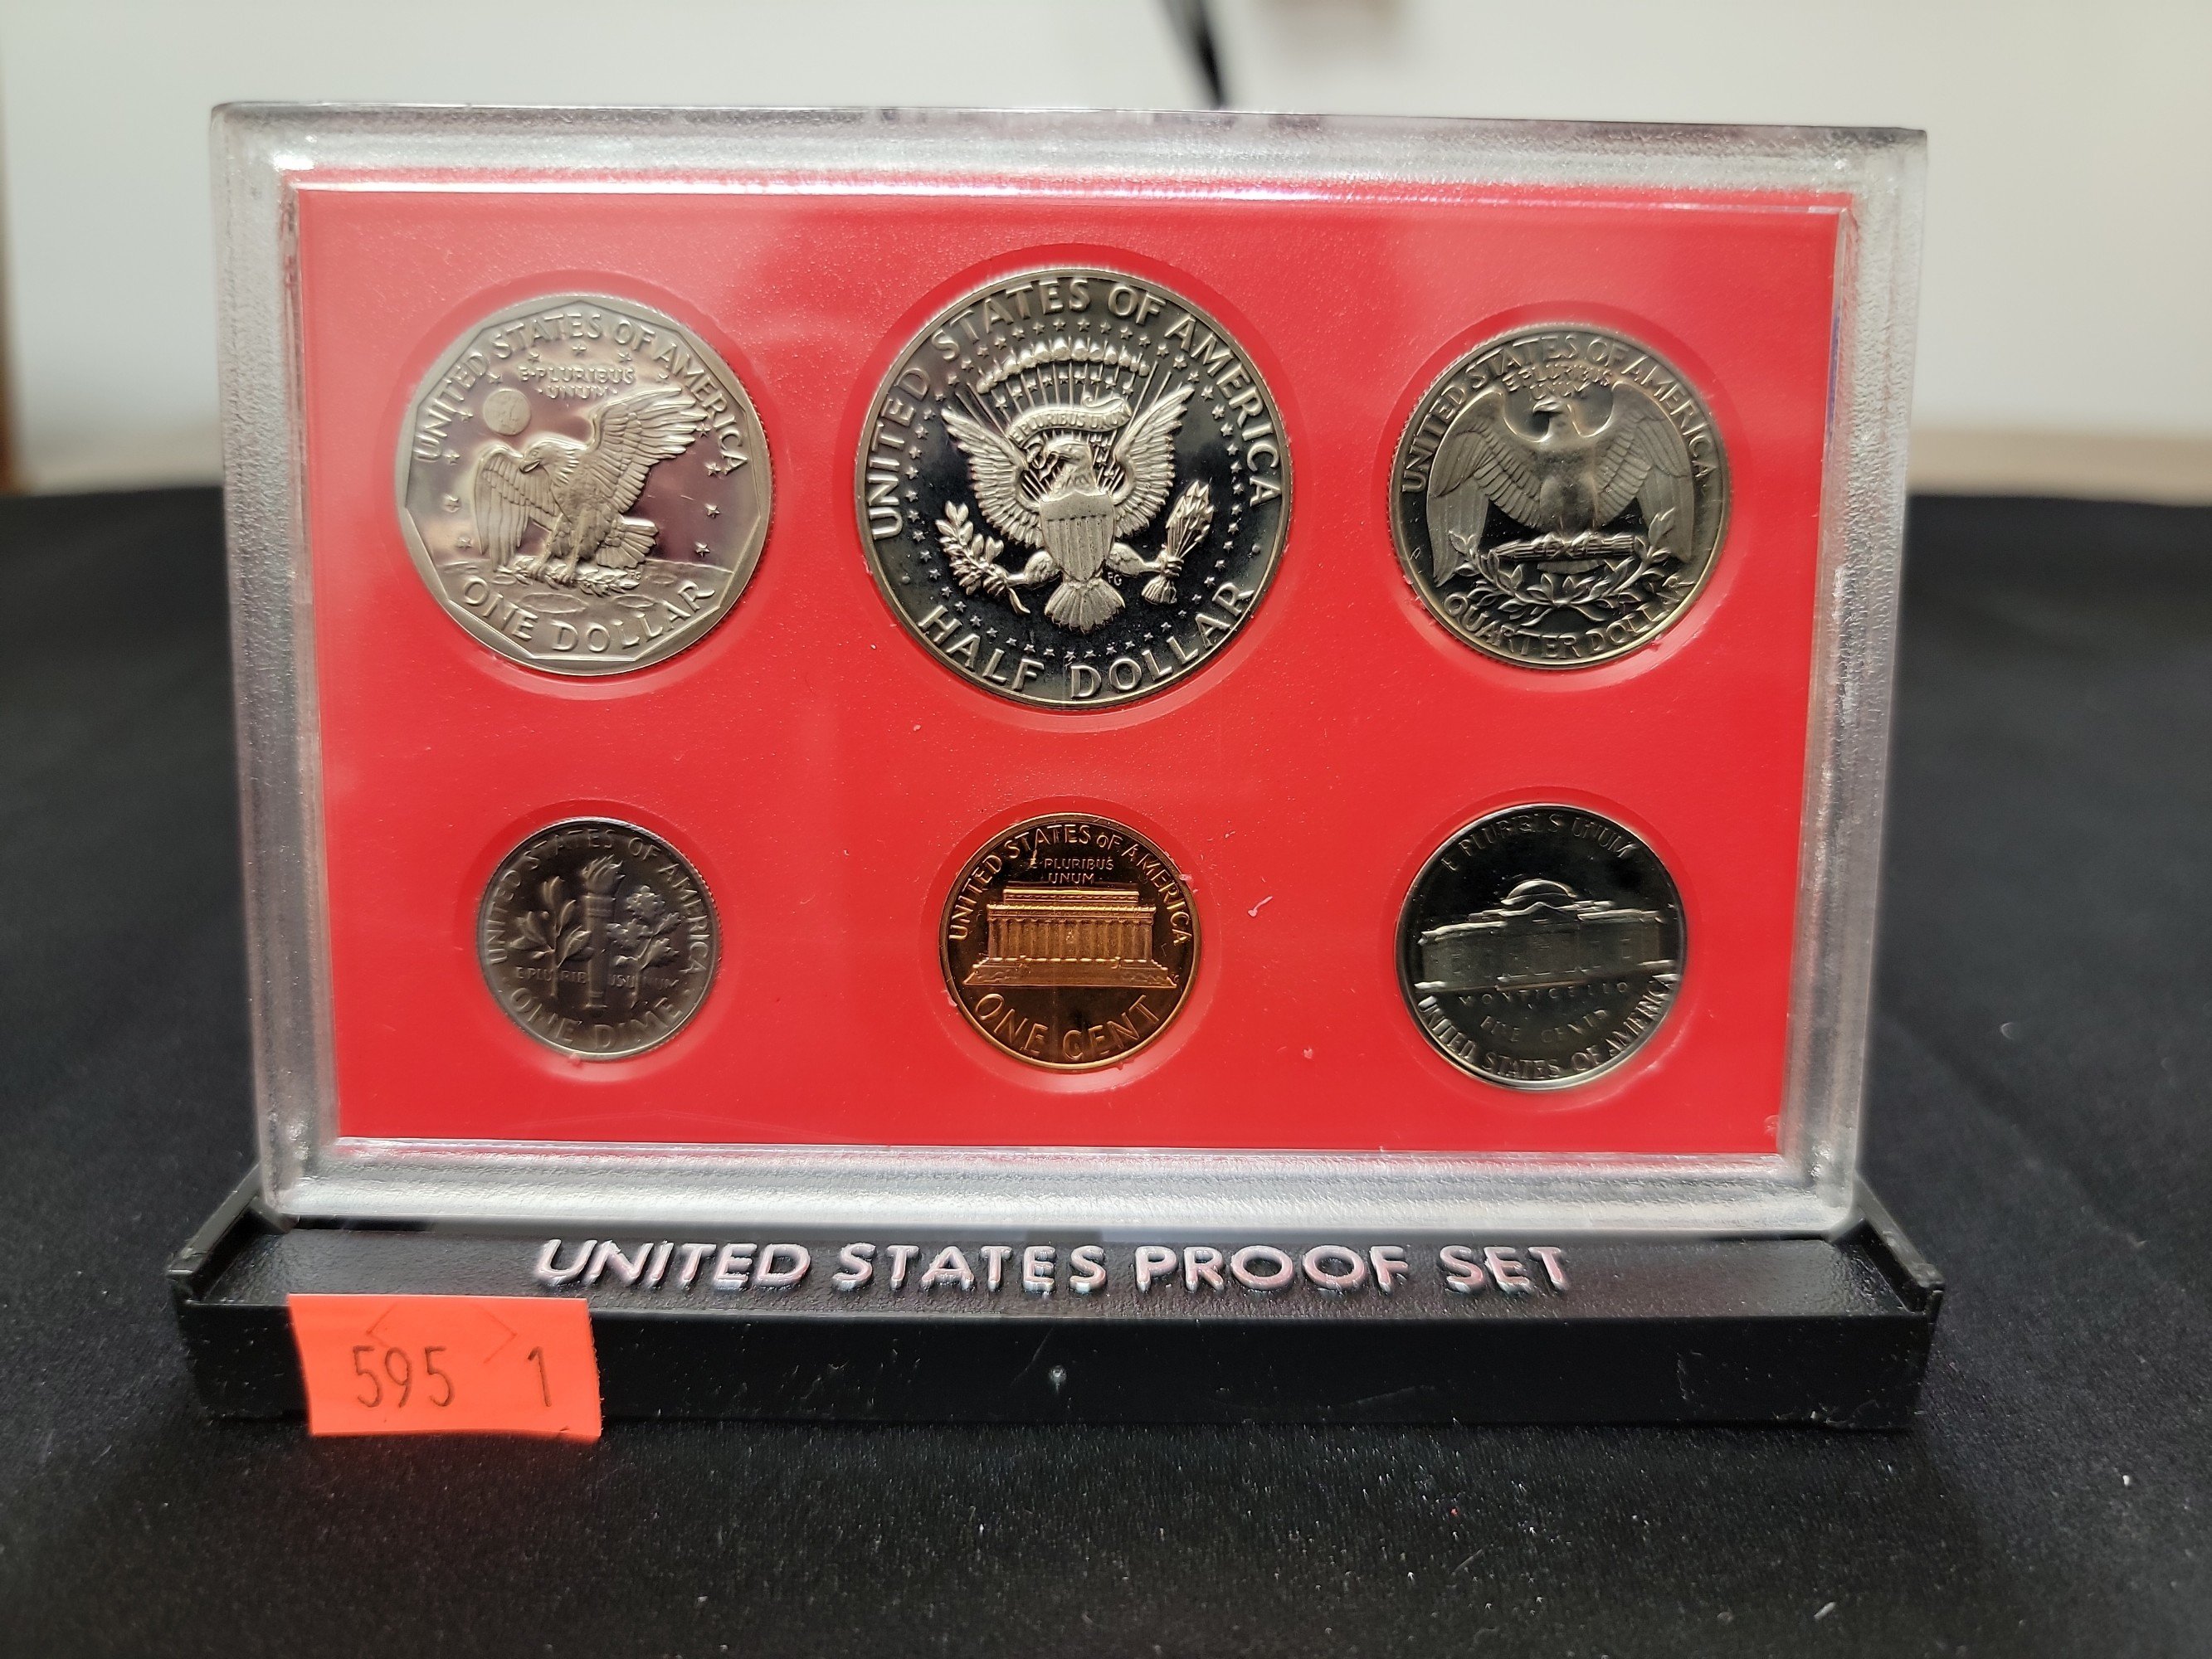 UNITED STATES OF AMERICA
E·PLURIBUS
UNUM
ONE DOLLAR
UNITED STATES OF AMERICA
E PLURIBUS UNUM
FG
HALF DOLLAR
UNITED STATES OF AMERICA
E·PLURIBUS
UNUM
QUARTER DOLLAR
UNITED STATES OF AMERICA
E PLURIBUS UNUM
ONE DIME
UNITED STATES OF AMERICA
E·PLURIBUS
UNUM
ONE CENT
E PLURIBUS UNUM
MONTICELLO
FIVE CENTS
UNITED STATES OF AMERICA
UNITED STATES PROOF SET
595 1